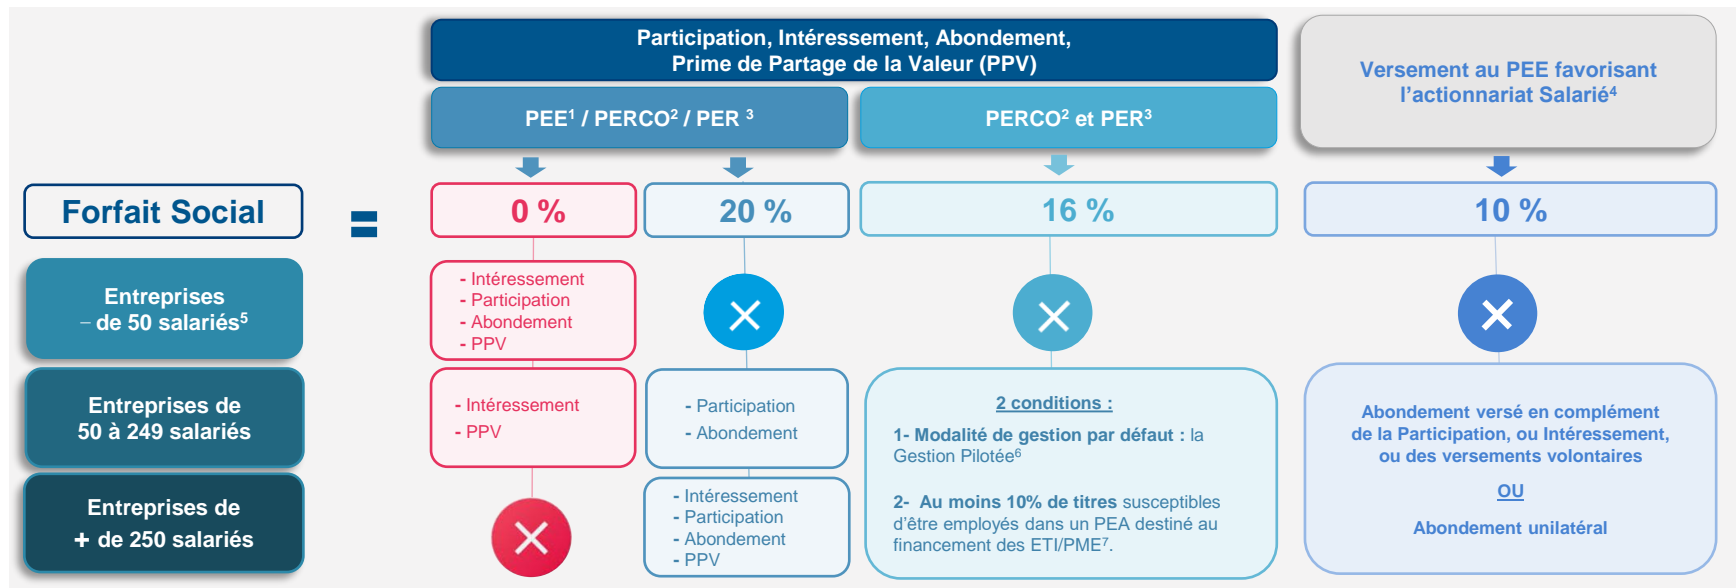 Participation, Intéressement, Abondement,
Prime de Partage de la Valeur (PPV)
Versement au PEE favorisant
l'actionnariat Salarié⁴
PEE¹ / PERCO² / PER ³
PERCO² et PER³
Forfait Social
=
0 %
20 %
16 %
10 %
Entreprises
– de 50 salariés⁵
- Intéressement
- Participation
- Abondement
- PPV
Entreprises de
50 à 249 salariés
- Intéressement
- PPV
- Participation
- Abondement
Entreprises de
+ de 250 salariés
- Intéressement
- Participation
- Abondement
- PPV
2 conditions :
1- Modalité de gestion par défaut : la
Gestion Pilotée⁶
2- Au moins 10% de titres susceptibles
d'être employés dans un PEA destiné au
financement des ETI/PME⁷.
Abondement versé en complément
de la Participation, ou Intéressement,
ou des versements volontaires
OU
Abondement unilatéral